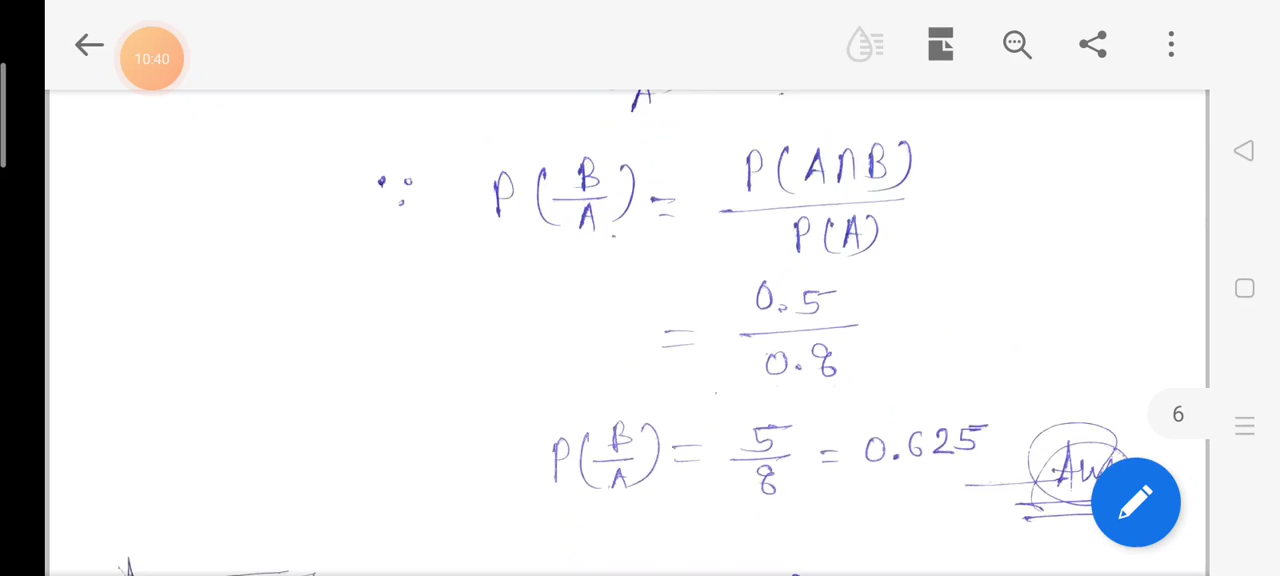 10:40
A
∵ P(B/A) = P(A∩B)/P(A)
= 0.5/0.8
6
P(B/A) = 5/8 = 0.625